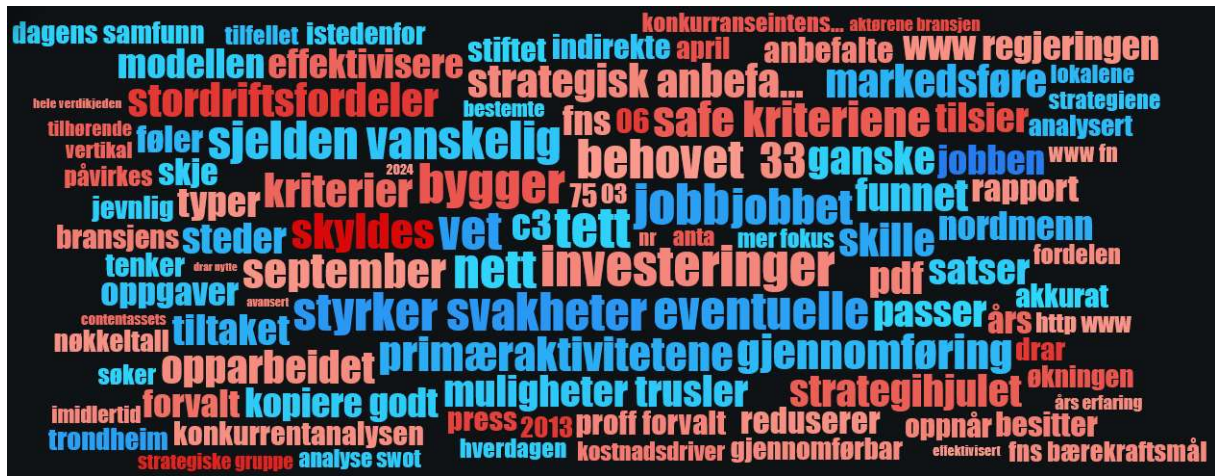 konkurranseintens... aktørene bransjen
dagens samfunn tilfellet istedenfor stiftet indirekte april anbefalte www regjeringen
modellen effektivisere strategisk anbefa... markedsføre lokalene
hele verdikjeden stordriftsfordeler bestemte strategiene
tilhørende føler sjelden vanskelig fns 06 safe kriteriene tilsier analysert
vertikal behovet 33 ganske jobben www fn
påvirkes skje kriterier 2024 bygger 75 03 jobb jobbet funnet rapport
jevnlig typer
bransjens steder skyldes vet c3 tett nr anta mer fokus skille nordmenn
tenker drar nytte september nett investeringer pdf satser fordelen
oppgaver avansert styrker svakheter eventuelle passer akkurat
contentassets tiltaket års http www
nøkkeltall primæraktivitetene gjennomføring drar
søker opparbeidet muligheter trusler strategihjulet økningen
imidlertid forvalt kopiere godt års erfaring
press 2013 proff forvalt reduserer oppnår besitter
trondheim konkurrentanalysen hverdagen kostnadsdriver gjennomførbar effektivisert fns bærekraftsmål
strategiske gruppe analyse swot